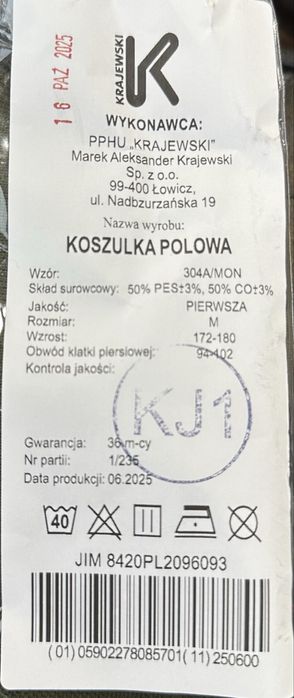 16 PAŹ 2025
KRAJEWSKI
WYKONAWCA:
PPHU „KRAJEWSKI"
Marek Aleksander Krajewski
Sp. z o.o.
99-400 Łowicz,
ul. Nadbzurzańska 19
Nazwa wyrobu:
KOSZULKA POLOWA
Wzór: 304A/MON
Skład surowcowy: 50% PES±3%, 50% CO±3%
Jakość: PIERWSZA
Rozmiar: M
Wzrost: 172-180
Obwód klatki piersiowej: 94-102
Kontrola jakości:
KJ1
Gwarancja: 36 m-cy
Nr partii: 1/235
Data produkcji: 06.2025
40
JIM 8420PL2096093
(01)05902278085701(11)250600